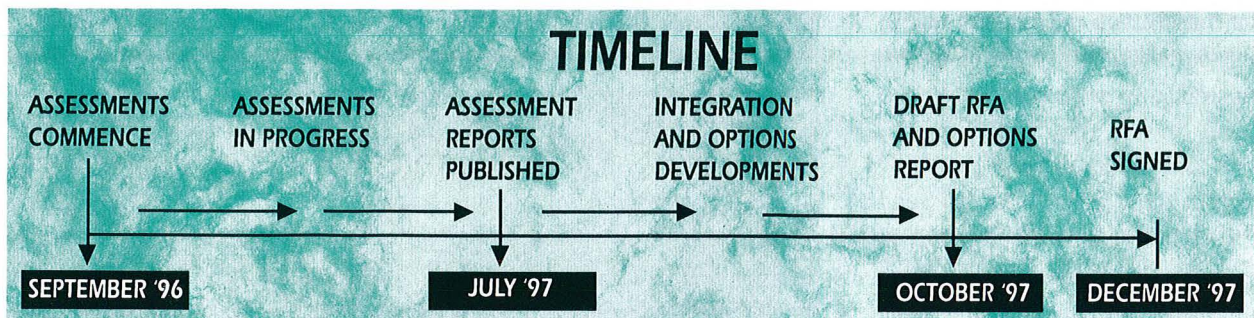 TIMELINE
ASSESSMENTS
COMMENCE
ASSESSMENTS
IN PROGRESS
ASSESSMENT
REPORTS
PUBLISHED
INTEGRATION
AND OPTIONS
DEVELOPMENTS
DRAFT RFA
AND OPTIONS
REPORT
RFA
SIGNED
SEPTEMBER '96
JULY '97
OCTOBER '97
DECEMBER '97